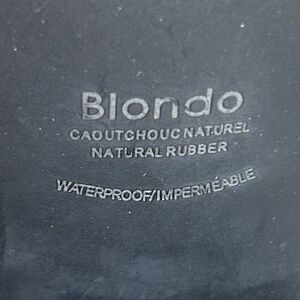 Blondo
CAOUTCHOUC NATUREL
NATURAL RUBBER
WATERPROOF/IMPERMÉABLE